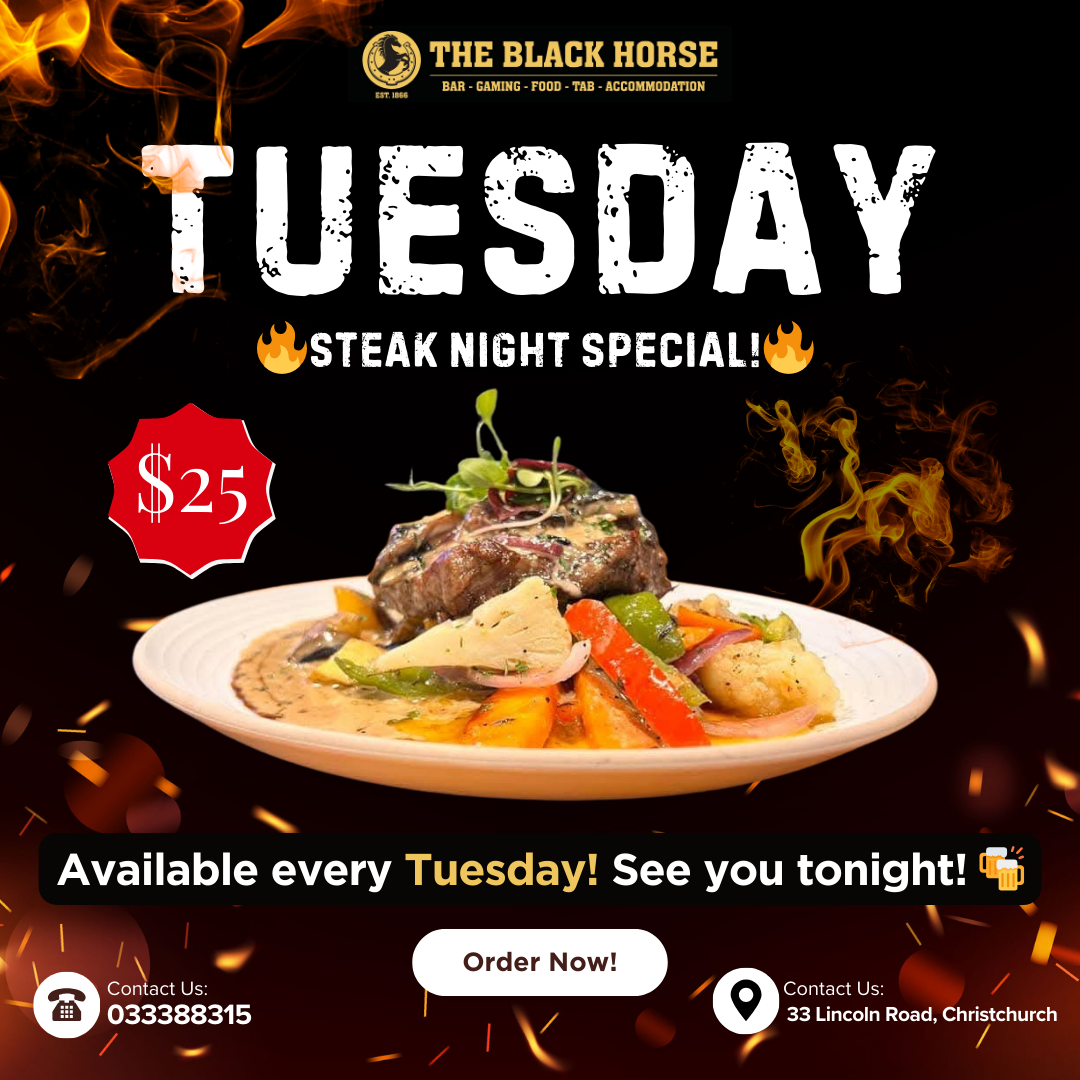 THE BLACK HORSE
BAR - GAMING - FOOD - TAB - ACCOMMODATION
EST. 1866
TUESDAY
🔥STEAK NIGHT SPECIAL!🔥
$25
Available every Tuesday! See you tonight! 🍻
Order Now!
Contact Us:
033388315
Contact Us:
33 Lincoln Road, Christchurch